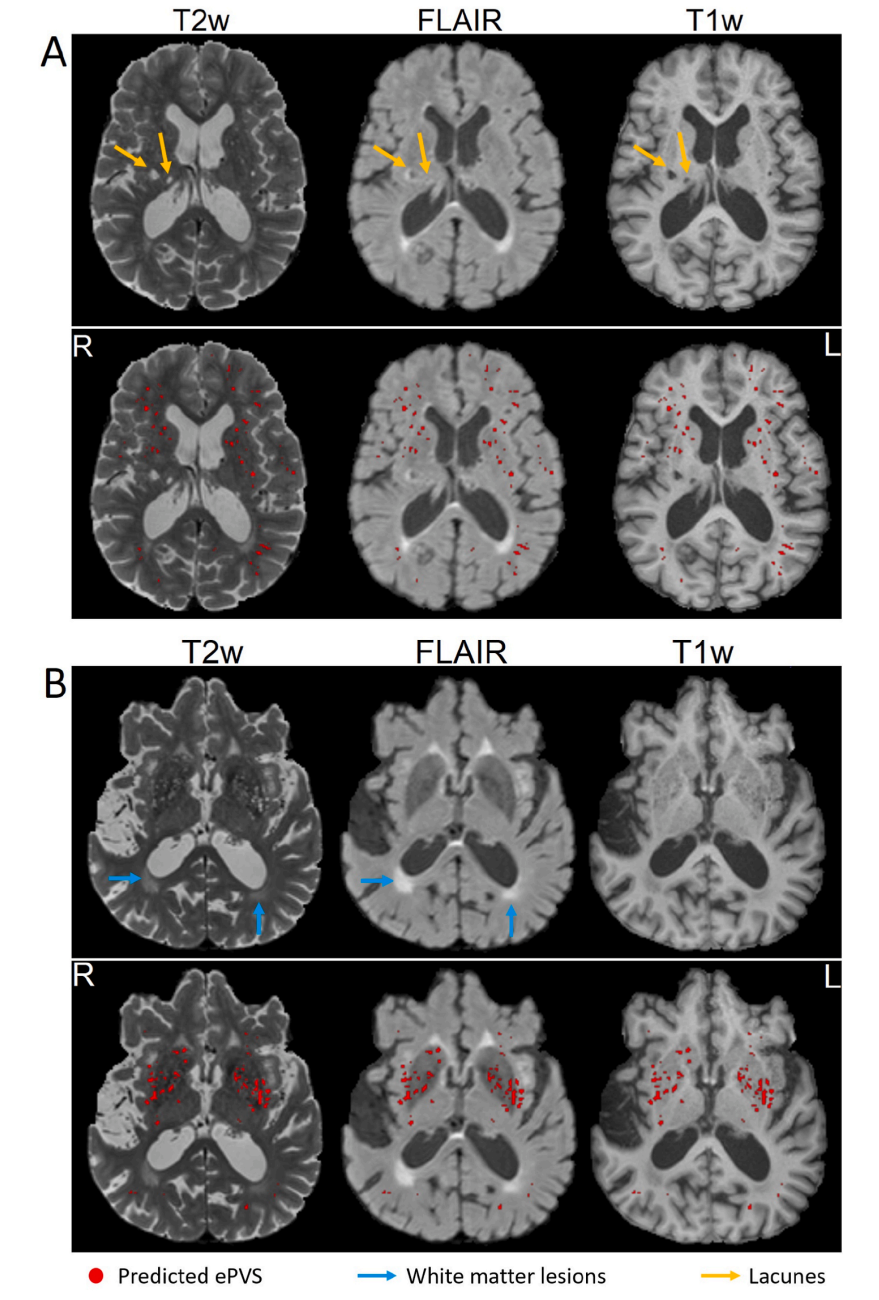 T2w FLAIR T1w
A
R L
T2w FLAIR T1w
B
R L
Predicted ePVS White matter lesions Lacunes